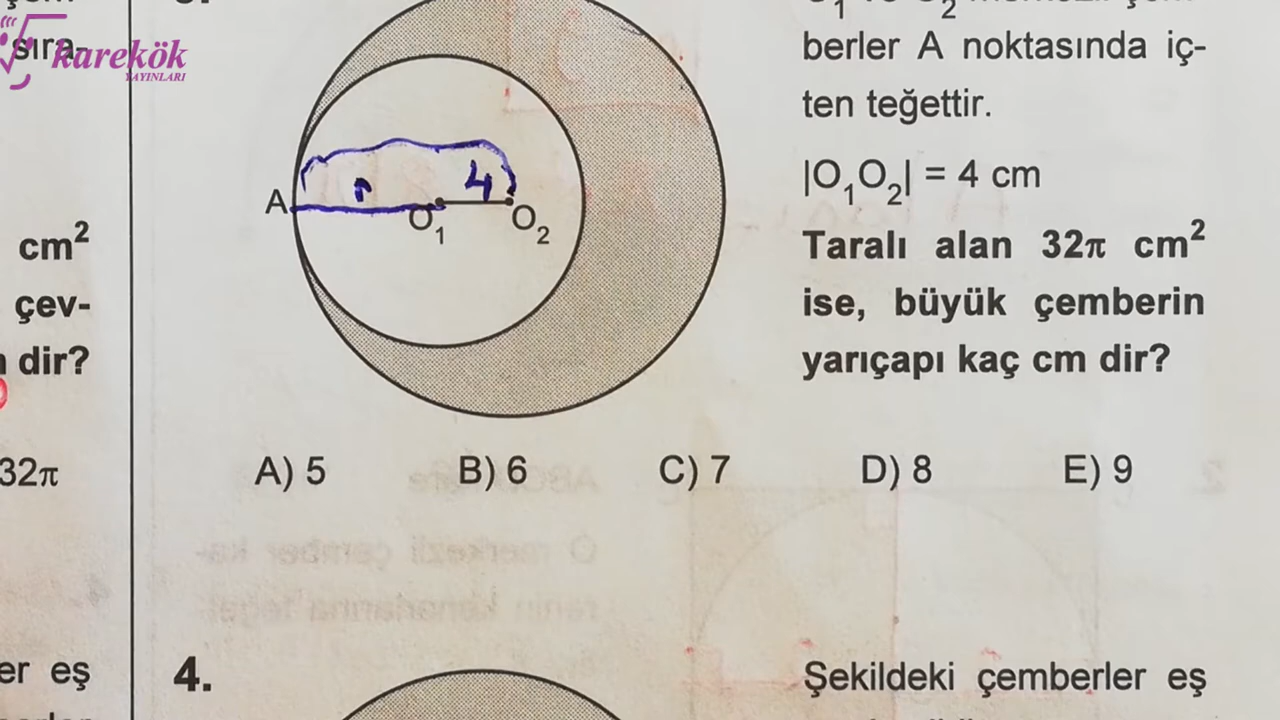 sıra-
karekök
YAYINLARI
berler A noktasında iç-
ten teğettir.
|O₁O₂| = 4 cm
Taralı alan 32π cm²
ise, büyük çemberin
yarıçapı kaç cm dir?
r
4
A
O₁
O₂
cm²
çev-
dir?
32π
A) 5 B) 6 C) 7 D) 8 E) 9
er eş
4.
Şekildeki çemberler eş